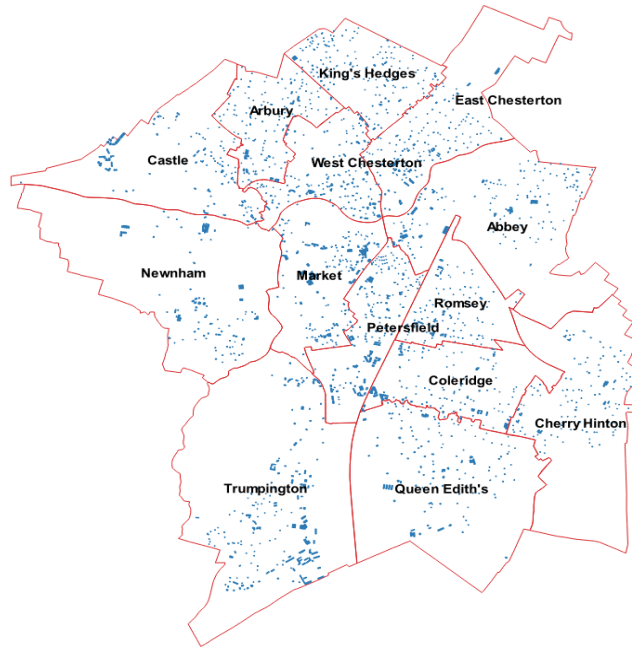 King's Hedges
East Chesterton
Arbury
Castle
West Chesterton
Abbey
Newnham
Market
Romsey
Petersfield
Coleridge
Cherry Hinton
Trumpington
Queen Edith's